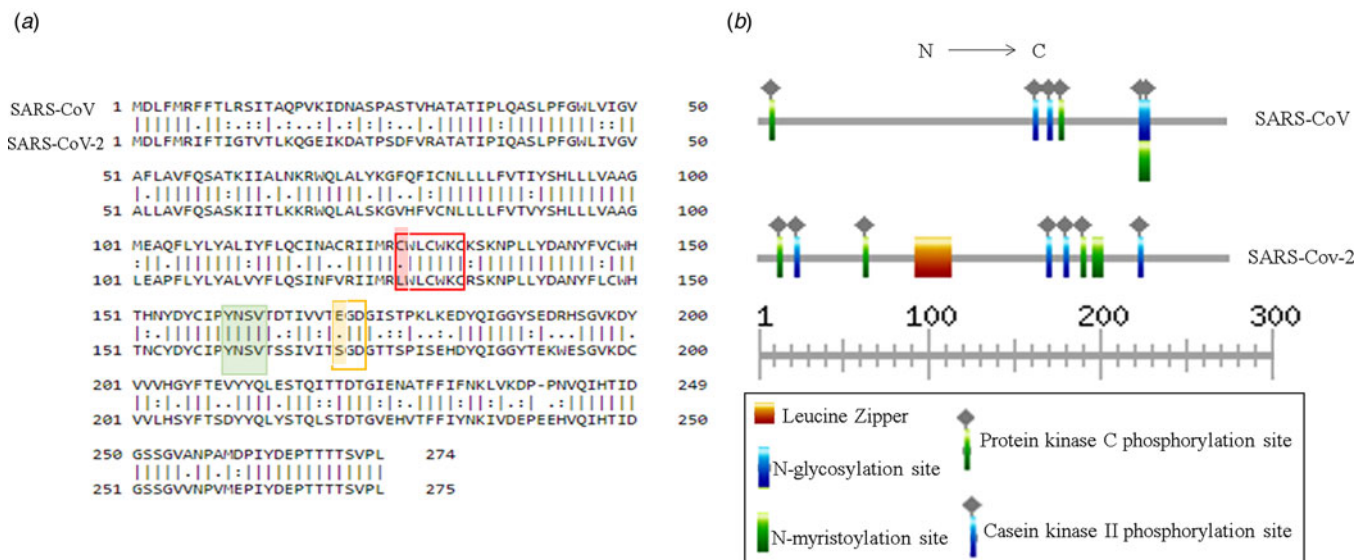 (a)
SARS-CoV 1 MDLFMRFFTLRSITAQPVKIDNASPASTVHATATIPLQASLPFGWLVIGV 50
SARS-CoV-2 1 MDLFMRIFTIGTVTLKQGEIKDATPSDFVRATATIPIQASLPFGWLIVGV 50
51 AFLAVFQSATKIIALNKRWQLALYKGFQFICNLLLLFVTIYSHLLLVAAG 100
51 ALLAVFQSASKIITLKKRWQLALSKGVHFVCNLLLLFVTVYSHLLLVAAG 100
101 MEAQFLYLYALIYFLQCINACRIIMRCWLCWKCKSKNPLLYDANYFVCWH 150
101 LEAPFLYLYALVYFLQSINFVRIIMRLWLCWKCRSKNPLLYDANYFLCWH 150
151 THNYDYCIPYNSVTDTIVVTEGDGISTPKLKEDYQIGGYSEDRHSGVKDY 200
151 TNCYDYCIPYNSVTSSIVITSGDGTTSPISEHDYQIGGYTEKWESGVKDC 200
201 VVVHGYFTEVYYQLESTQITTDTGIENATFFIFNKLVKDP-PNVQIHTID 249
201 VVLHSYFTSDYYQLYSTQLSTDTGVEHVTFFIYNKIVDEPEEHVQIHTID 250
250 GSSGVANPAMDPIYDEPTTTTSVPL 274
251 GSSGVVNPVMEPIYDEPTTTTSVPL 275
(b)
N ⟶ C
SARS-CoV
SARS-Cov-2
1 100 200 300
Leucine Zipper
N-glycosylation site
N-myristoylation site
Protein kinase C phosphorylation site
Casein kinase II phosphorylation site